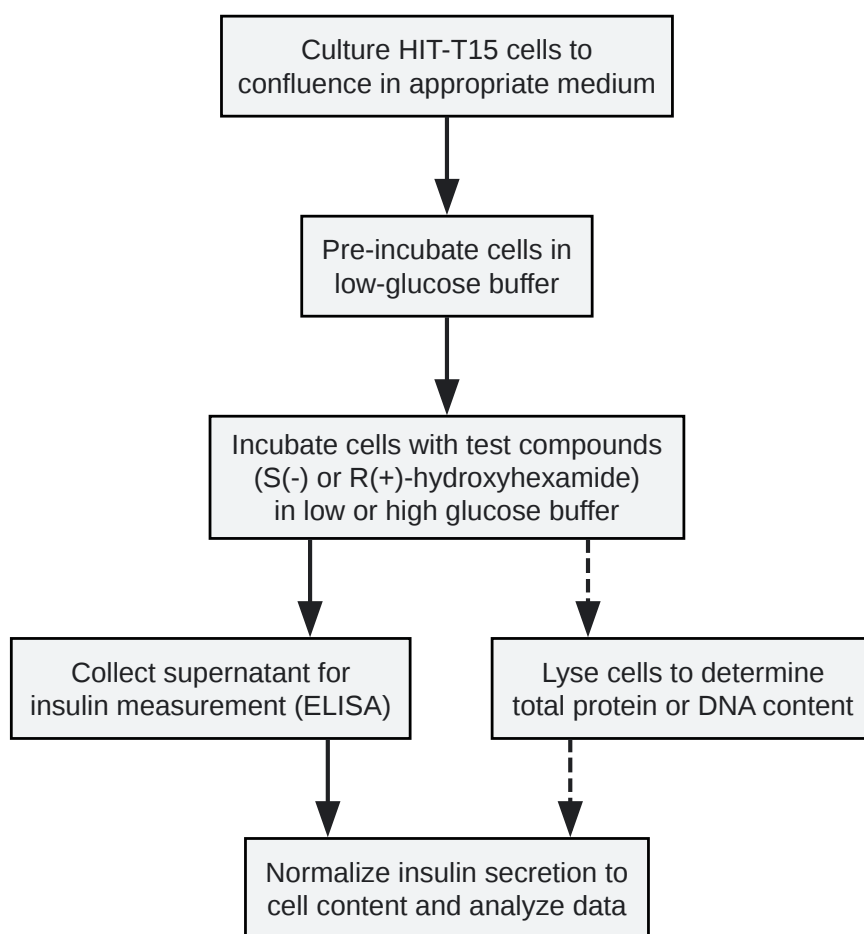 Culture HIT-T15 cells to
confluence in appropriate medium
Pre-incubate cells in
low-glucose buffer
Incubate cells with test compounds
(S(-) or R(+)-hydroxyhexamide)
in low or high glucose buffer
Collect supernatant for
insulin measurement (ELISA)
Lyse cells to determine
total protein or DNA content
Normalize insulin secretion to
cell content and analyze data